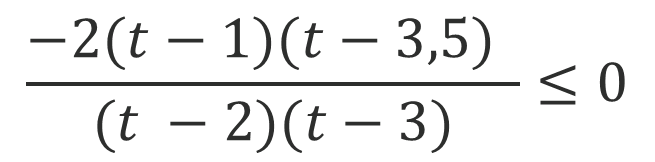 −2(t − 1)(t − 3,5)
(t − 2)(t − 3) ≤ 0